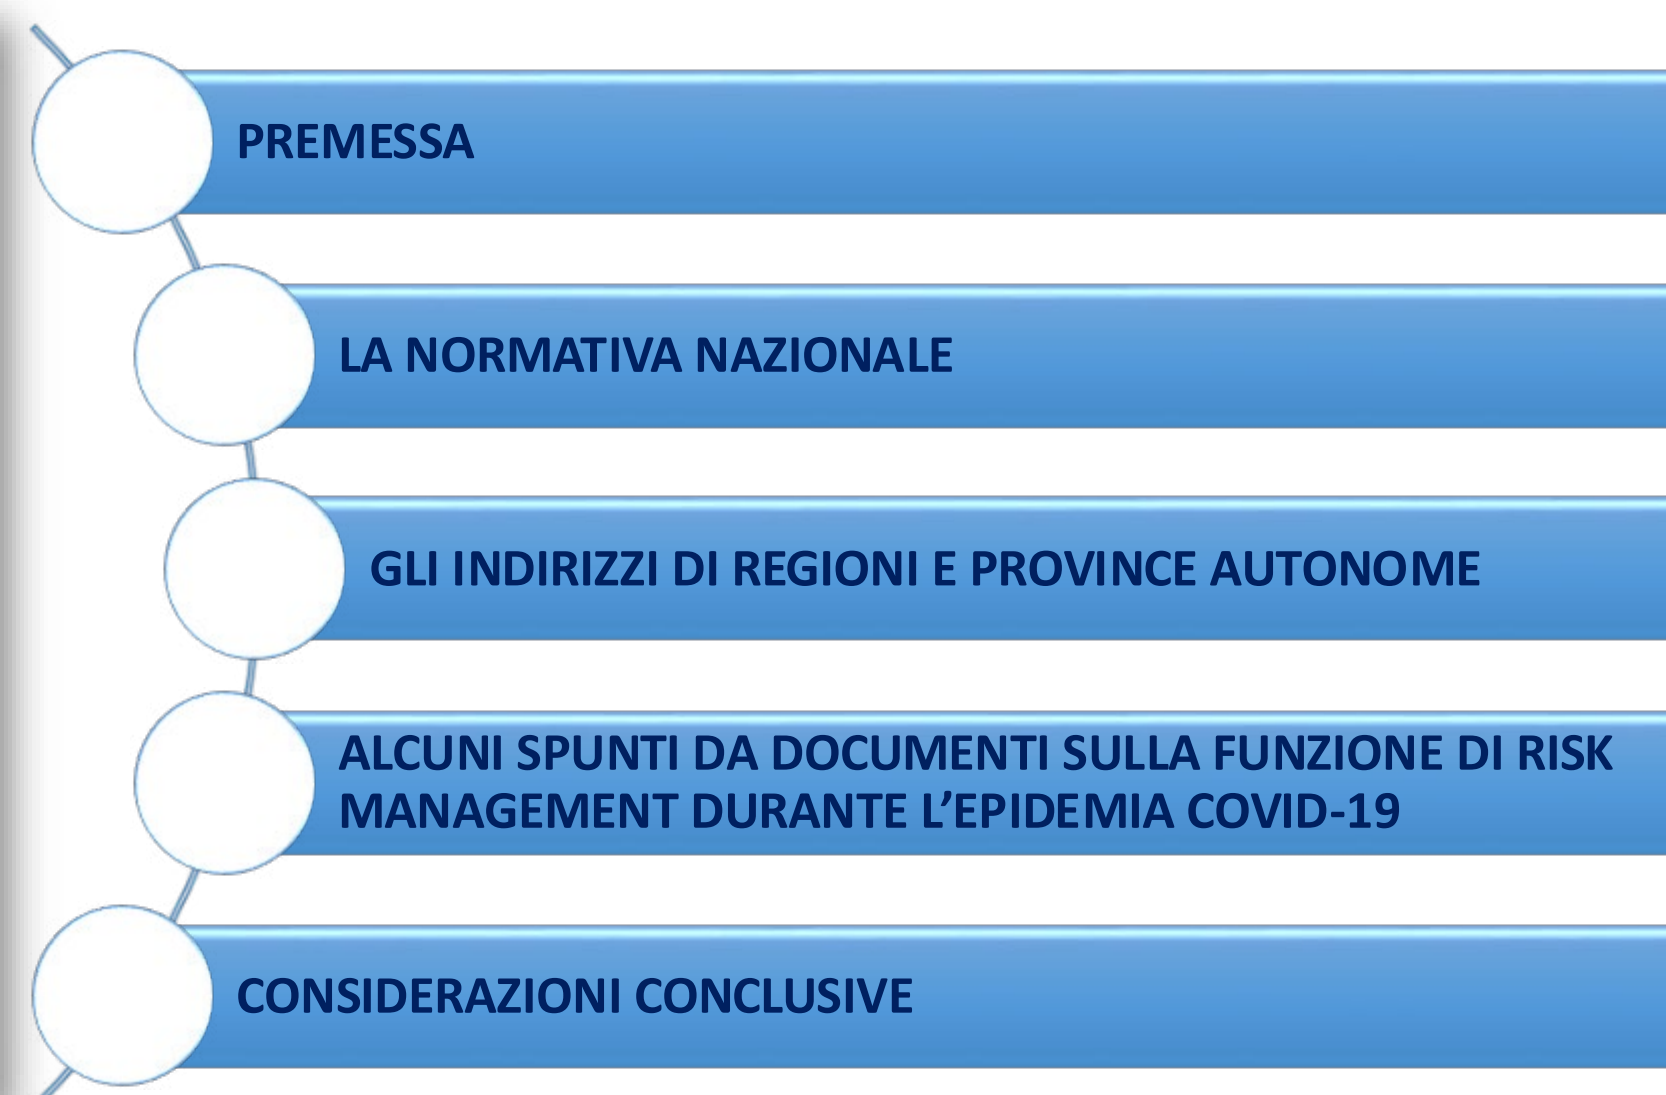 PREMESSA
LA NORMATIVA NAZIONALE
GLI INDIRIZZI DI REGIONI E PROVINCE AUTONOME
ALCUNI SPUNTI DA DOCUMENTI SULLA FUNZIONE DI RISK
MANAGEMENT DURANTE L’EPIDEMIA COVID-19
CONSIDERAZIONI CONCLUSIVE